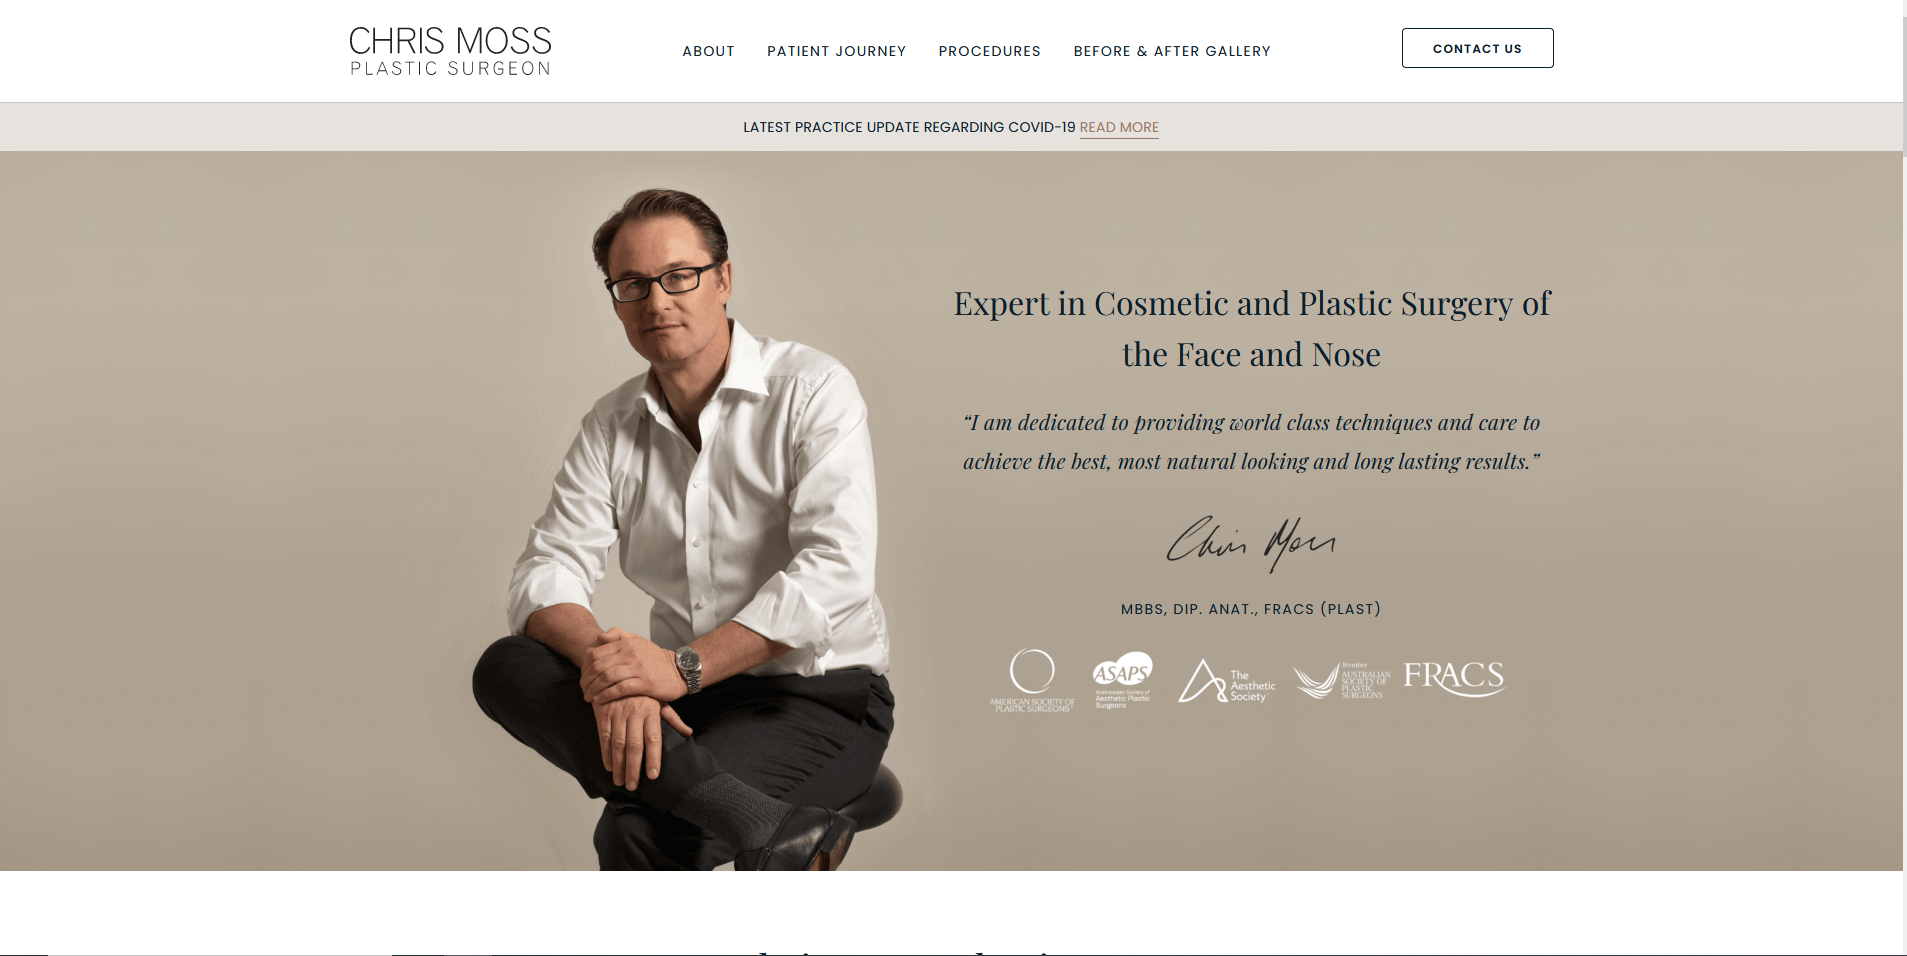 CHRIS MOSS
PLASTIC SURGEON
ABOUT
PATIENT JOURNEY
PROCEDURES
BEFORE & AFTER GALLERY
CONTACT US
LATEST PRACTICE UPDATE REGARDING COVID-19 READ MORE
Expert in Cosmetic and Plastic Surgery of
the Face and Nose
“I am dedicated to providing world class techniques and care to
achieve the best, most natural looking and long lasting results.”
Chris Moss
MBBS, DIP. ANAT., FRACS (PLAST)
AMERICAN SOCIETY OF
PLASTIC SURGEONS®
ASAPS
Australasian Society of
Aesthetic Plastic
Surgeons
The
Aesthetic
Society
Member
AUSTRALIAN
SOCIETY OF
PLASTIC
SURGEONS
FRACS